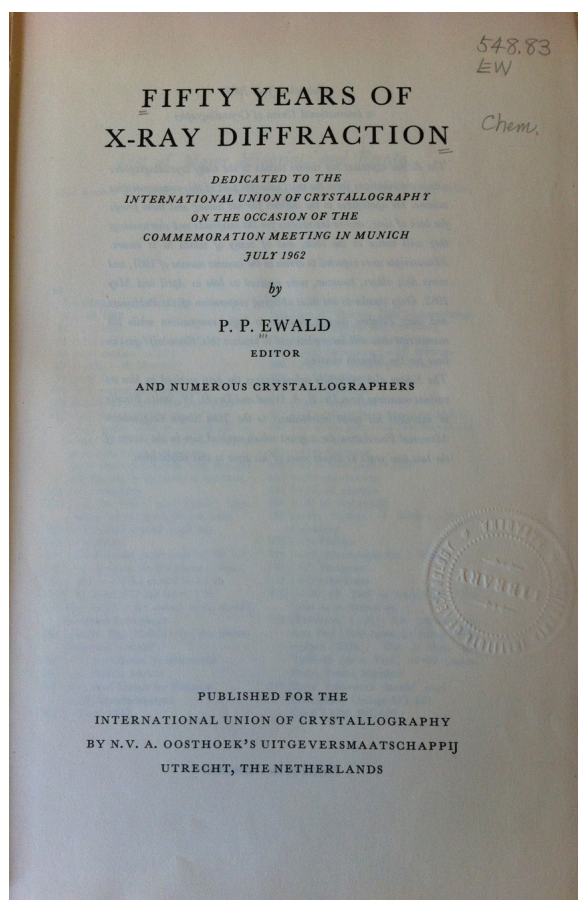 548.83
EW
Chem.
FIFTY YEARS OF
X-RAY DIFFRACTION
DEDICATED TO THE
INTERNATIONAL UNION OF CRYSTALLOGRAPHY
ON THE OCCASION OF THE
COMMEMORATION MEETING IN MUNICH
JULY 1962
by
P. P. EWALD
EDITOR
AND NUMEROUS CRYSTALLOGRAPHERS
LIBRARY
PUBLISHED FOR THE
INTERNATIONAL UNION OF CRYSTALLOGRAPHY
BY N.V. A. OOSTHOEK'S UITGEVERSMAATSCHAPPIJ
UTRECHT, THE NETHERLANDS